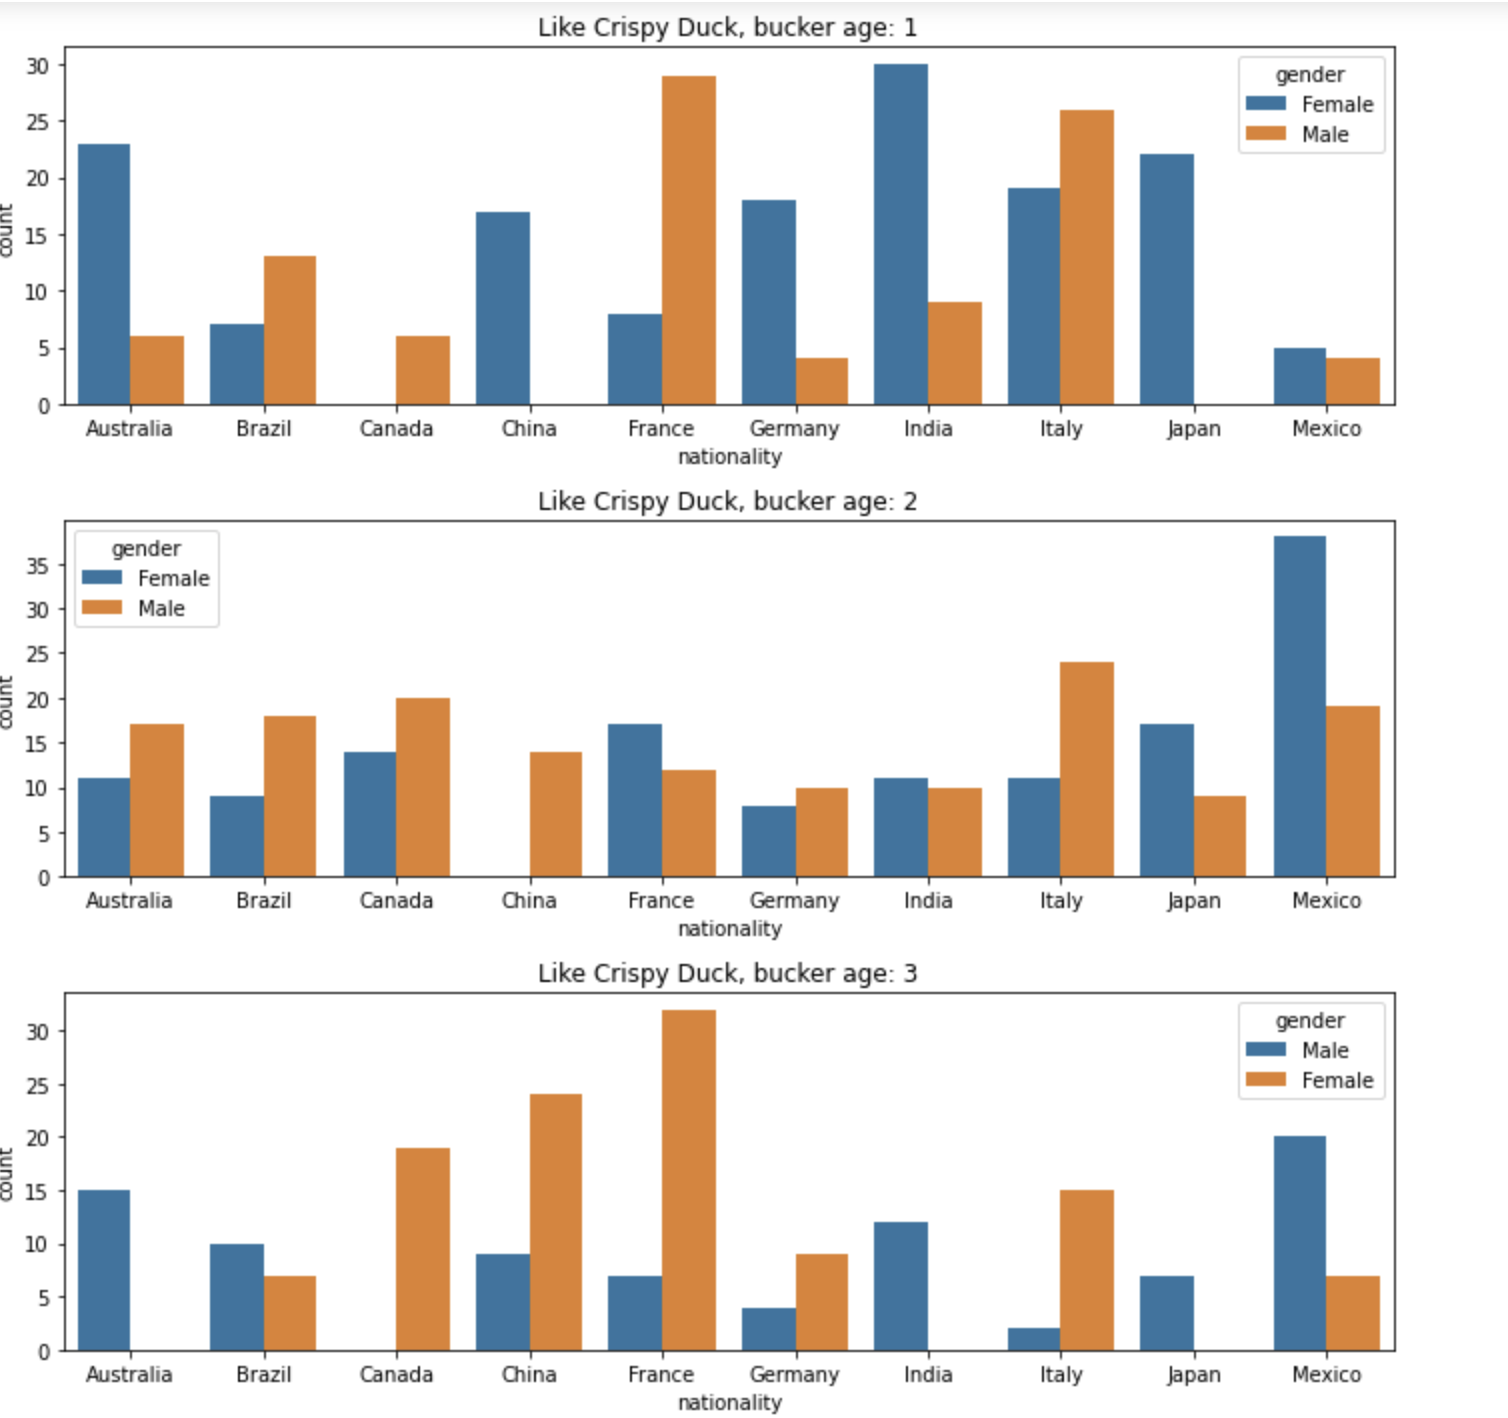 Like Crispy Duck, bucker age: 1
gender
Female
Male
30
25
20
15
10
5
0
count
Australia Brazil Canada China France Germany India Italy Japan Mexico
nationality
Like Crispy Duck, bucker age: 2
gender
Female
Male
35
30
25
20
15
10
5
0
count
Australia Brazil Canada China France Germany India Italy Japan Mexico
nationality
Like Crispy Duck, bucker age: 3
gender
Male
Female
30
25
20
15
10
5
0
count
Australia Brazil Canada China France Germany India Italy Japan Mexico
nationality